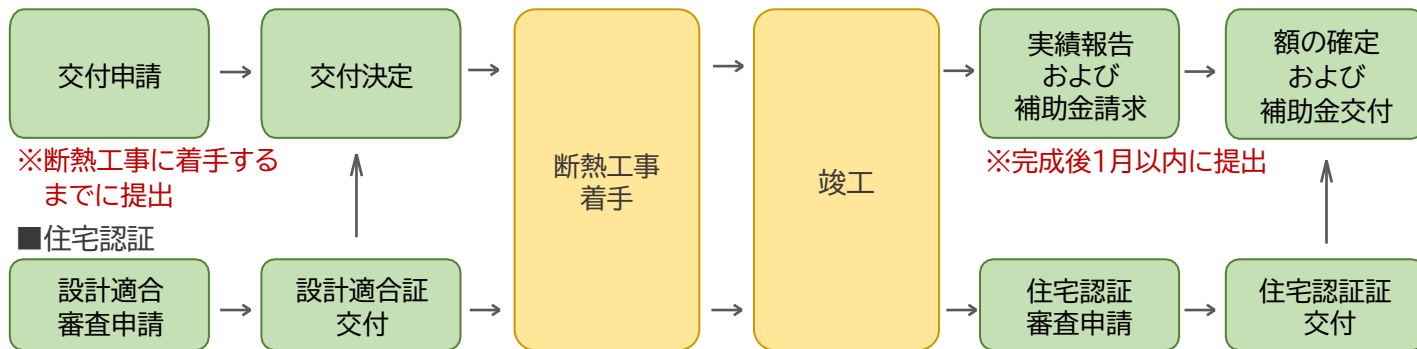 交付申請
交付決定
断熱工事
着手
竣工
実績報告
および
補助金請求
額の確定
および
補助金交付
※断熱工事に着手する
までに提出
※完成後1月以内に提出
■住宅認証
設計適合
審査申請
設計適合証
交付
住宅認証
審査申請
住宅認証証
交付